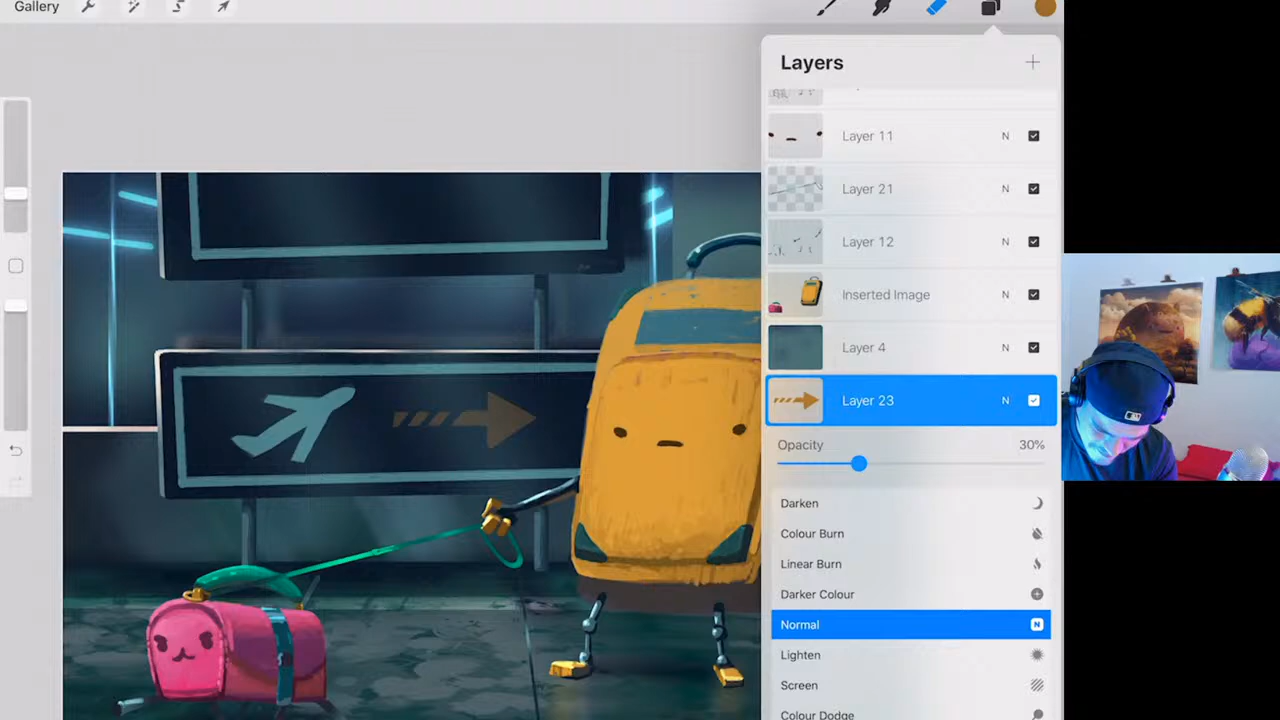 Gallery
Layers
Layer 11 N
Layer 21 N
Layer 12 N
Inserted Image N
Layer 4 N
Layer 23 N
Opacity 30%
Darken
Colour Burn
Linear Burn
Darker Colour
Normal N
Lighten
Screen
Colour Dodge